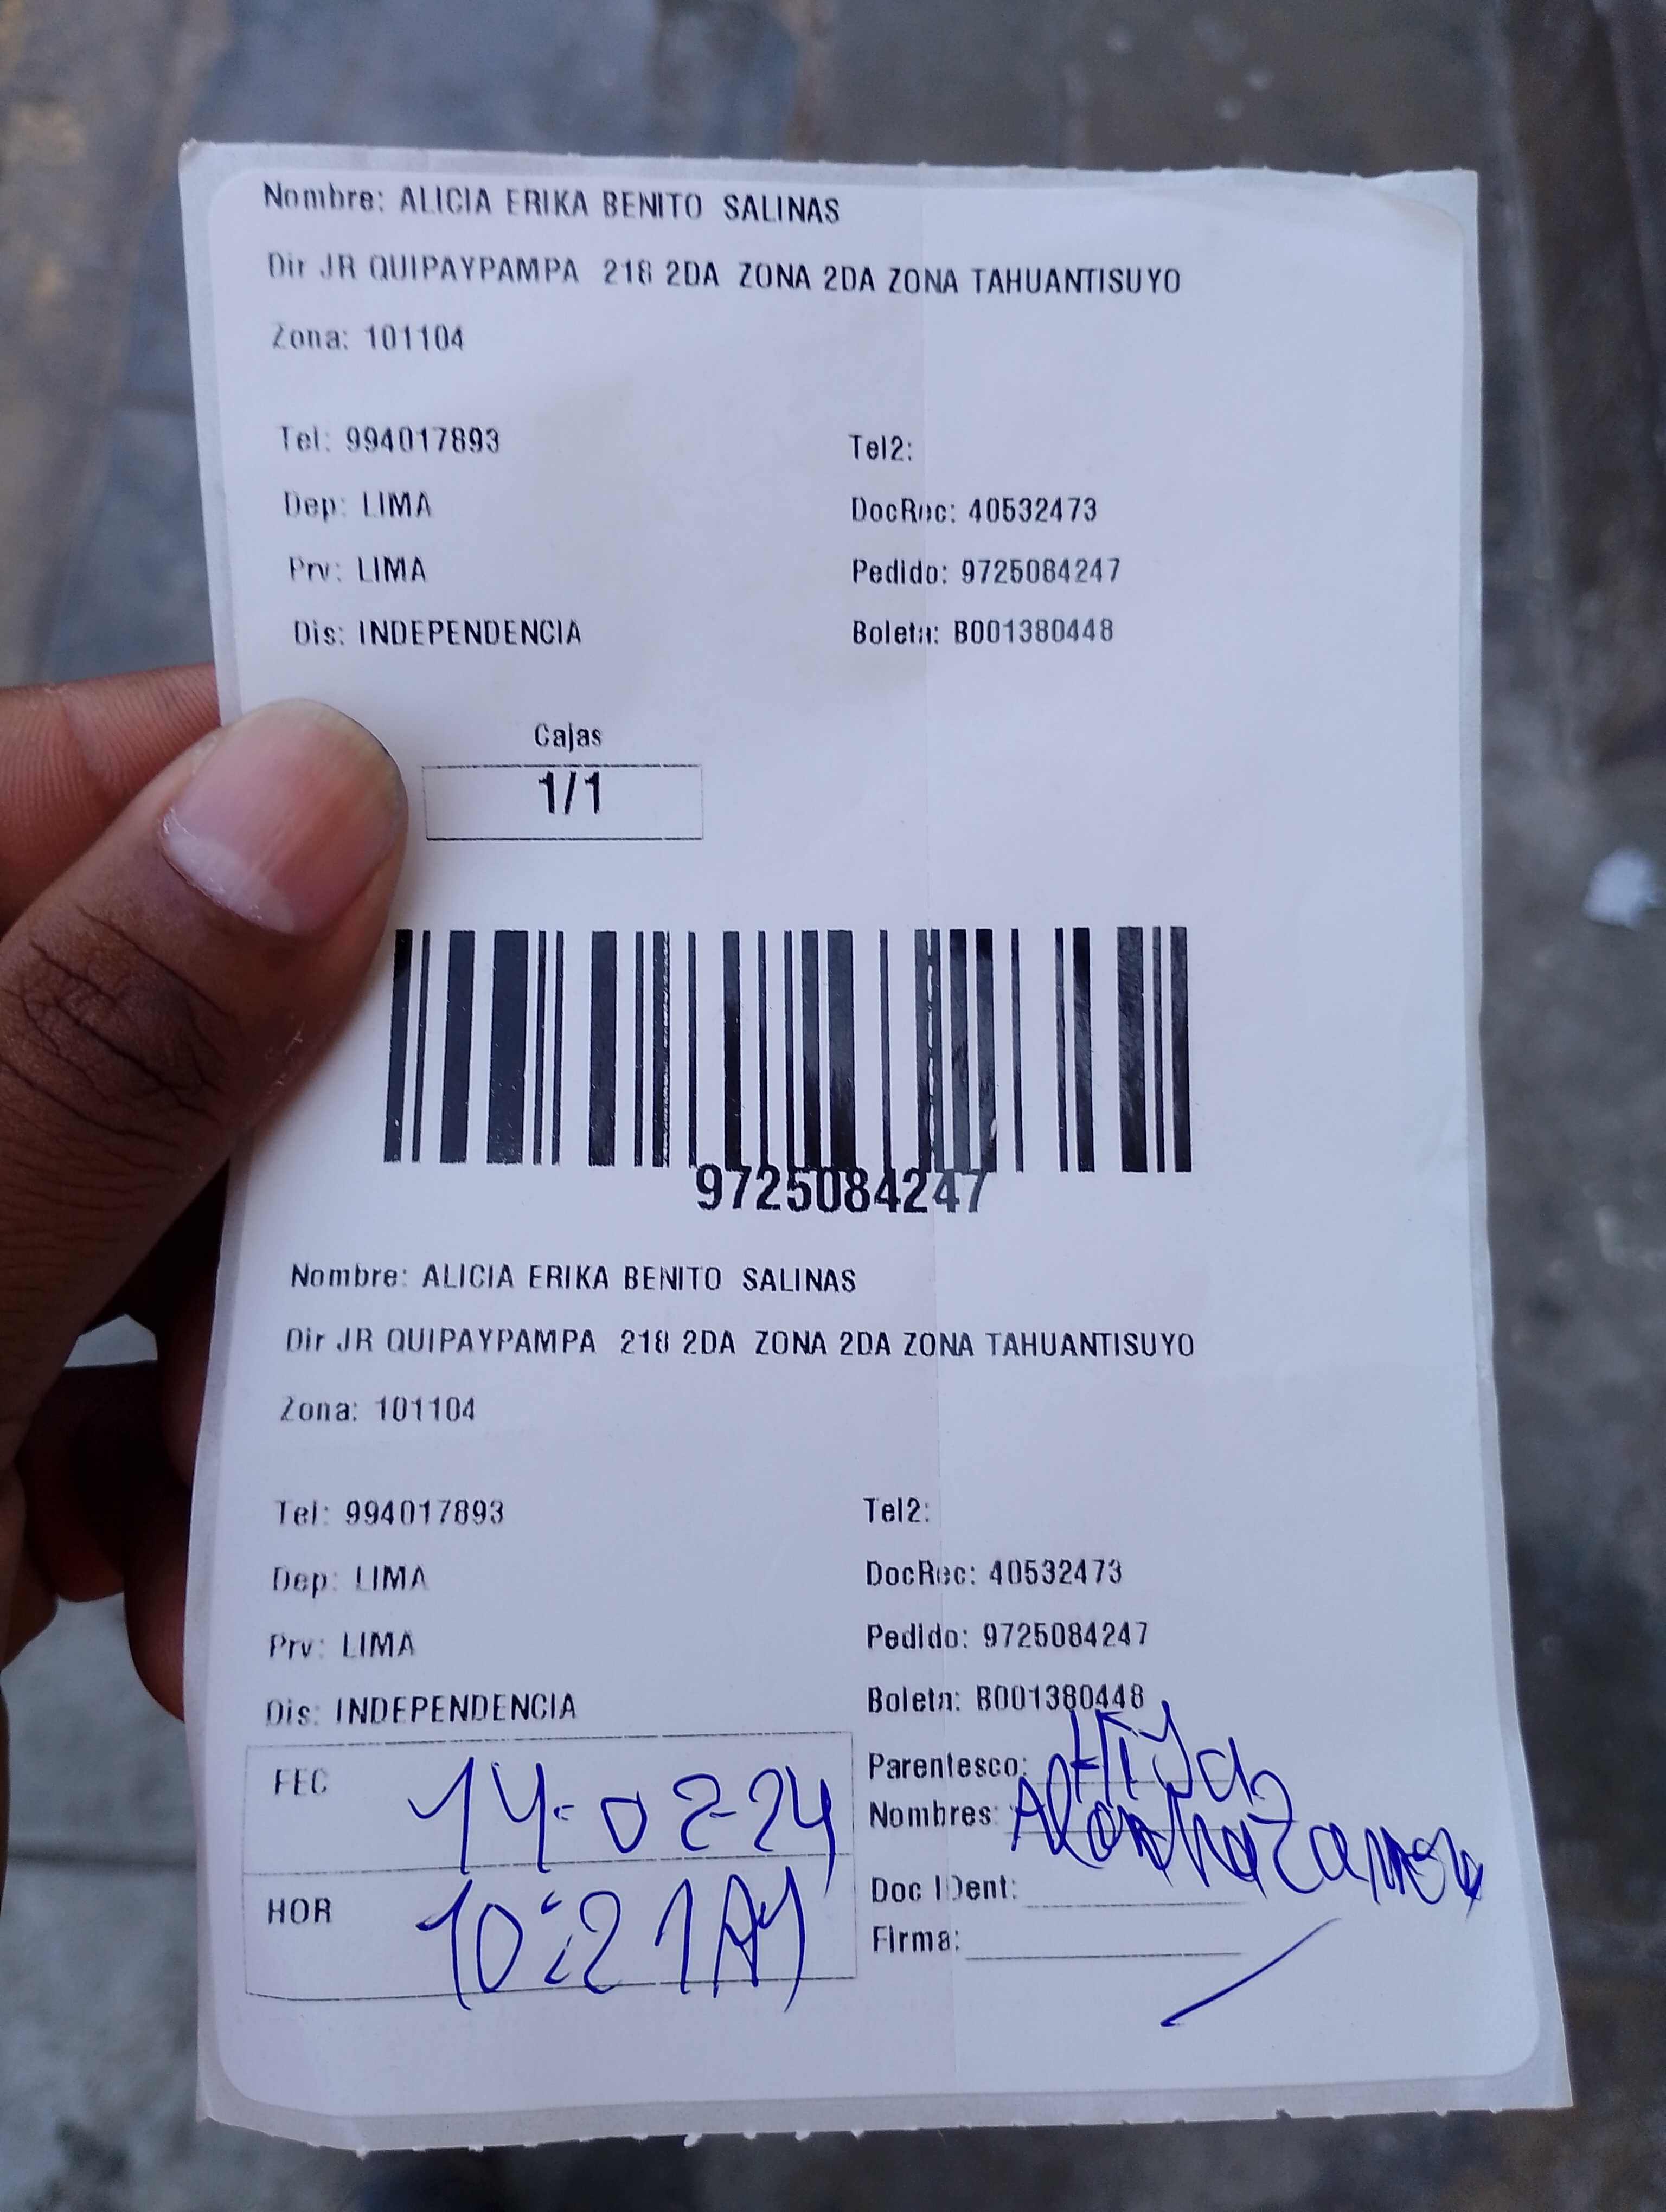 Nombre: ALICIA ERIKA BENITO SALINAS
Dir JR QUIPAYPAMPA 218 2DA ZONA 2DA ZONA TAHUANTISUYO
Zona: 101104
Tel: 994017893 Tel2:
Dep: LIMA DocRec: 40532473
Prv: LIMA Pedido: 9725084247
Dis: INDEPENDENCIA Boleta: B001380448
Cajas
1/1
9725084247
Nombre: ALICIA ERIKA BENITO SALINAS
Dir JR QUIPAYPAMPA 218 2DA ZONA 2DA ZONA TAHUANTISUYO
Zona: 101104
Tel: 994017893 Tel2:
Dep: LIMA DocRec: 40532473
Prv: LIMA Pedido: 9725084247
Dis: INDEPENDENCIA Boleta: B001380448
FEC 14-02-24
Parentesco: HIJa
Nombres:
HOR 10:21AM
Doc IDent:
Firma: